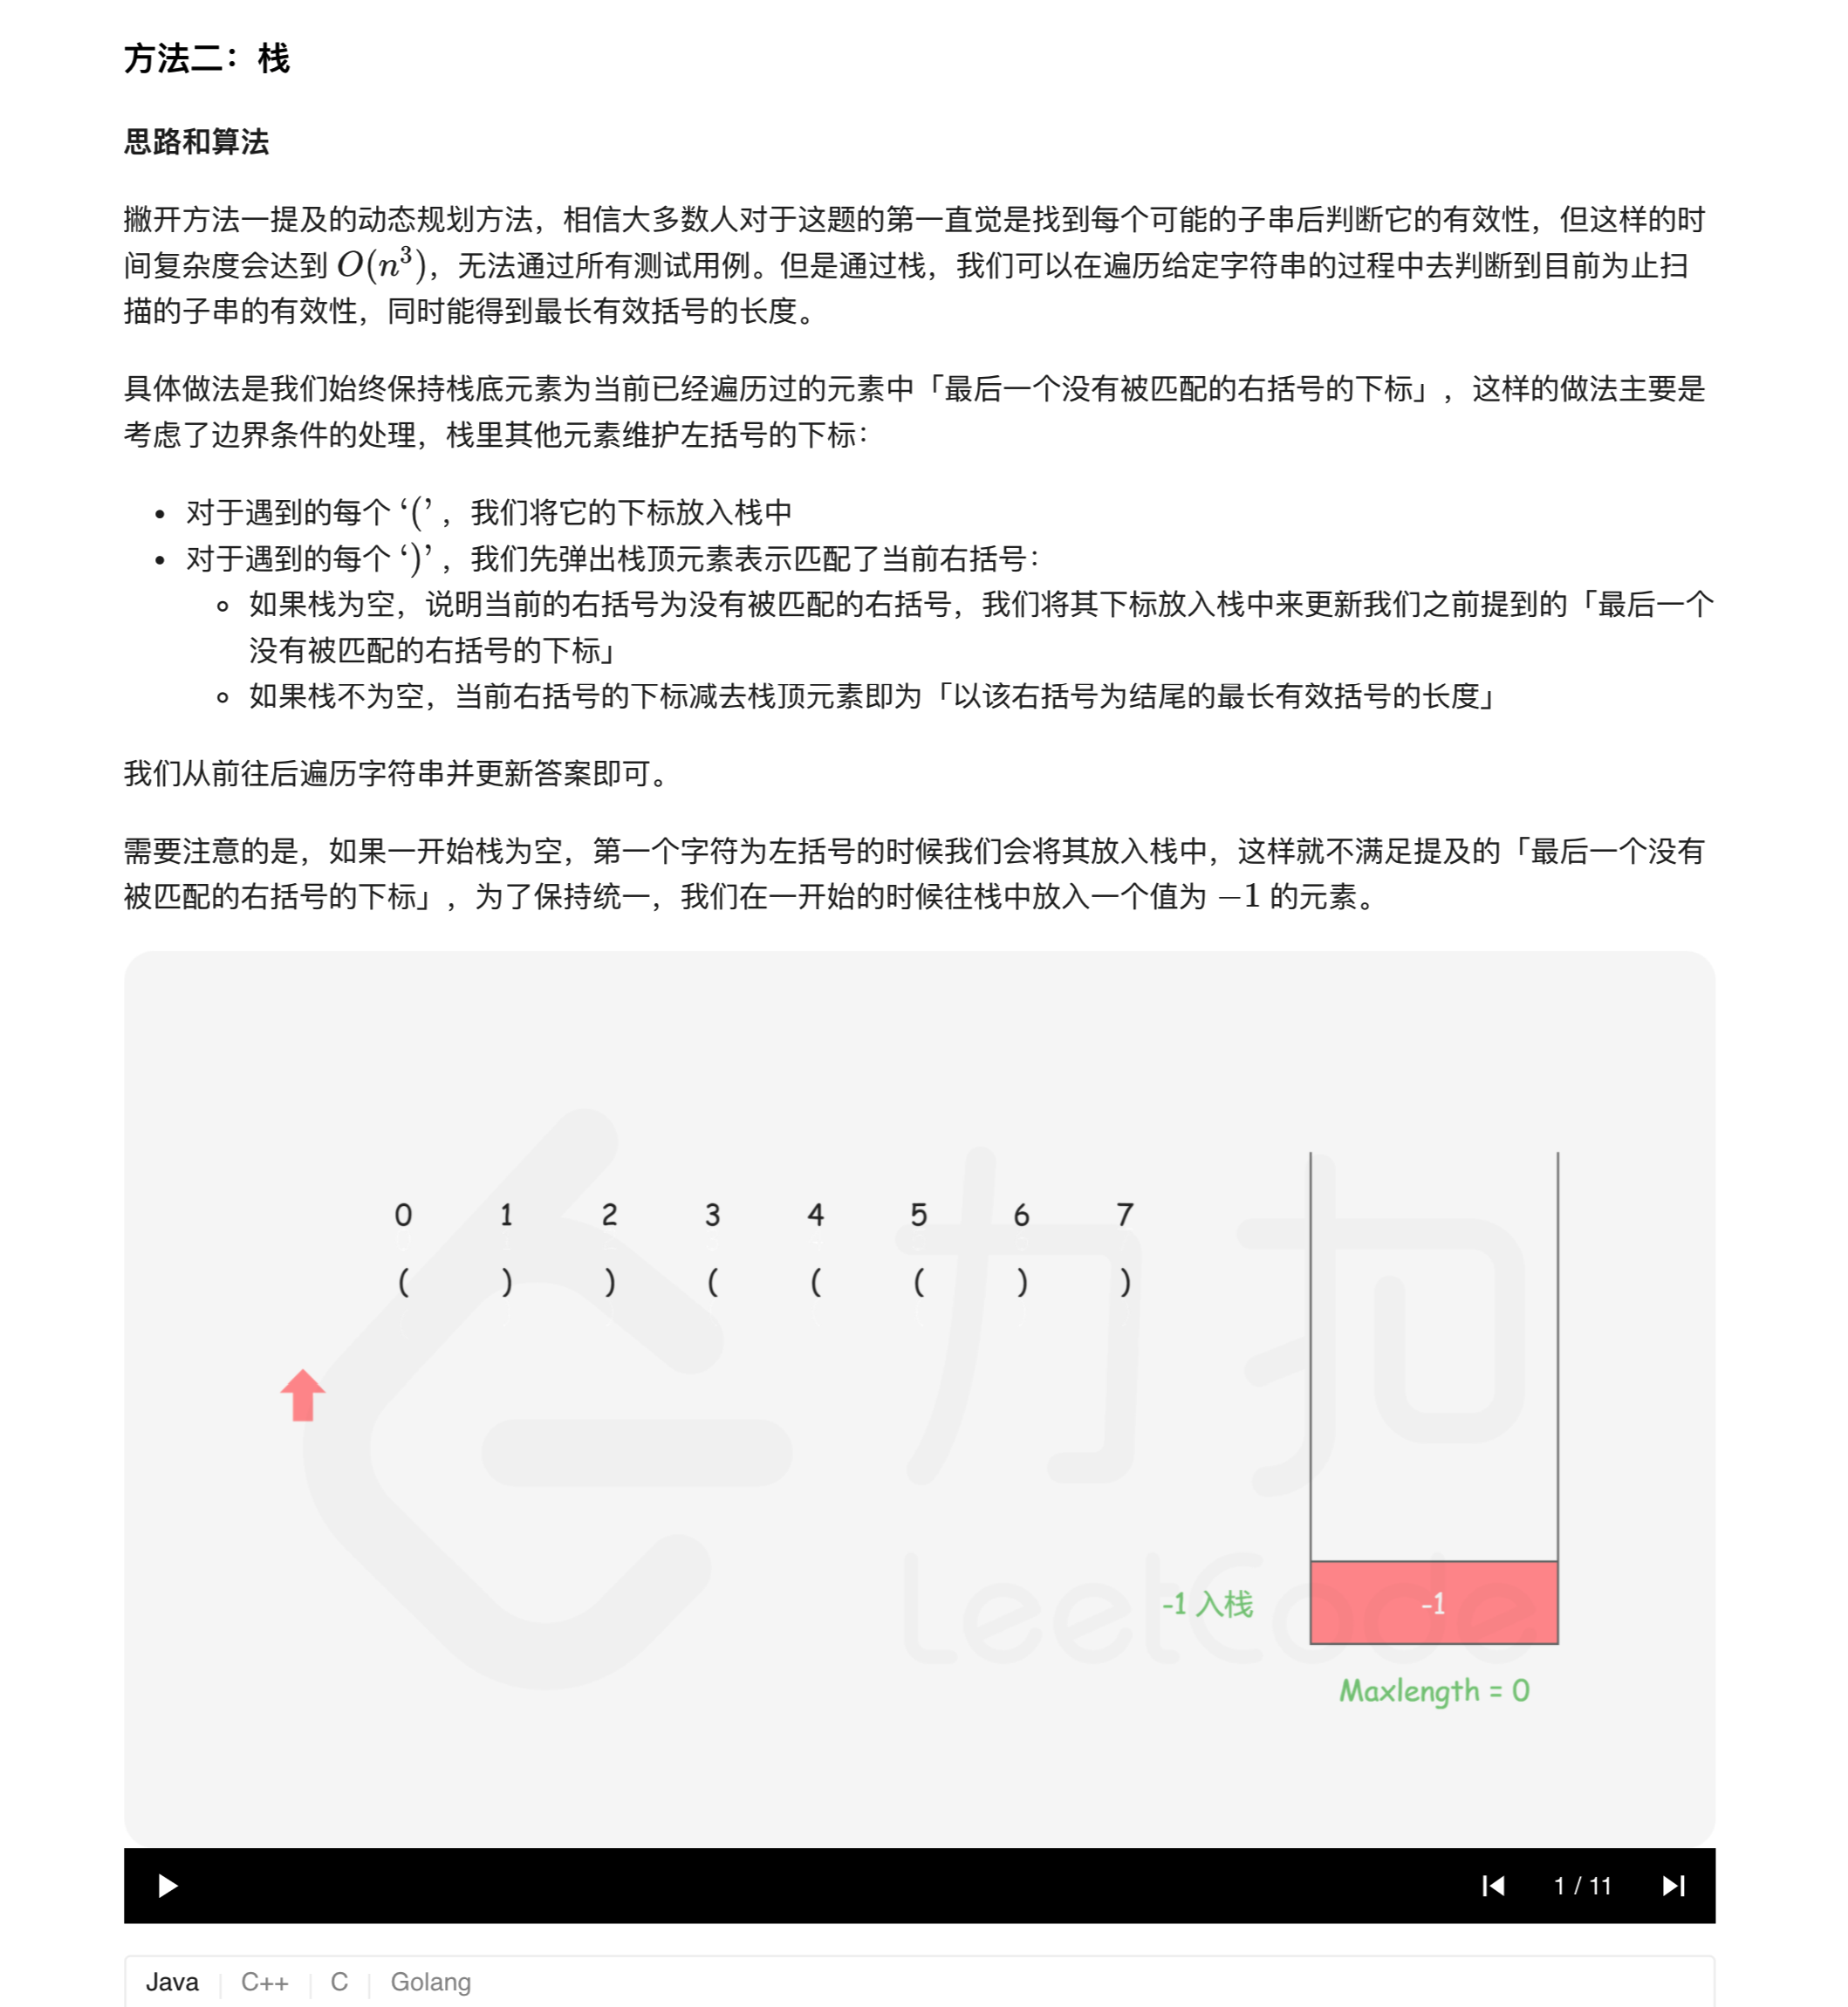 方法二：栈
思路和算法
撇开方法一提及的动态规划方法，相信大多数人对于这题的第一直觉是找到每个可能的子串后判断它的有效性，但这样的时
间复杂度会达到 O(n³)，无法通过所有测试用例。但是通过栈，我们可以在遍历给定字符串的过程中去判断到目前为止扫
描的子串的有效性，同时能得到最长有效括号的长度。
具体做法是我们始终保持栈底元素为当前已经遍历过的元素中「最后一个没有被匹配的右括号的下标」，这样的做法主要是
考虑了边界条件的处理，栈里其他元素维护左括号的下标：
• 对于遇到的每个 ‘(’ ，我们将它的下标放入栈中
• 对于遇到的每个 ‘)’ ，我们先弹出栈顶元素表示匹配了当前右括号：
◦ 如果栈为空，说明当前的右括号为没有被匹配的右括号，我们将其下标放入栈中来更新我们之前提到的「最后一个
没有被匹配的右括号的下标」
◦ 如果栈不为空，当前右括号的下标减去栈顶元素即为「以该右括号为结尾的最长有效括号的长度」
我们从前往后遍历字符串并更新答案即可。
需要注意的是，如果一开始栈为空，第一个字符为左括号的时候我们会将其放入栈中，这样就不满足提及的「最后一个没有
被匹配的右括号的下标」，为了保持统一，我们在一开始的时候往栈中放入一个值为 −1 的元素。
0 1 2 3 4 5 6 7
( ) ) ( ( ( ) )
力扣
LeetCode
-1 入栈
-1
Maxlength = 0
1 / 11
Java C++ C Golang